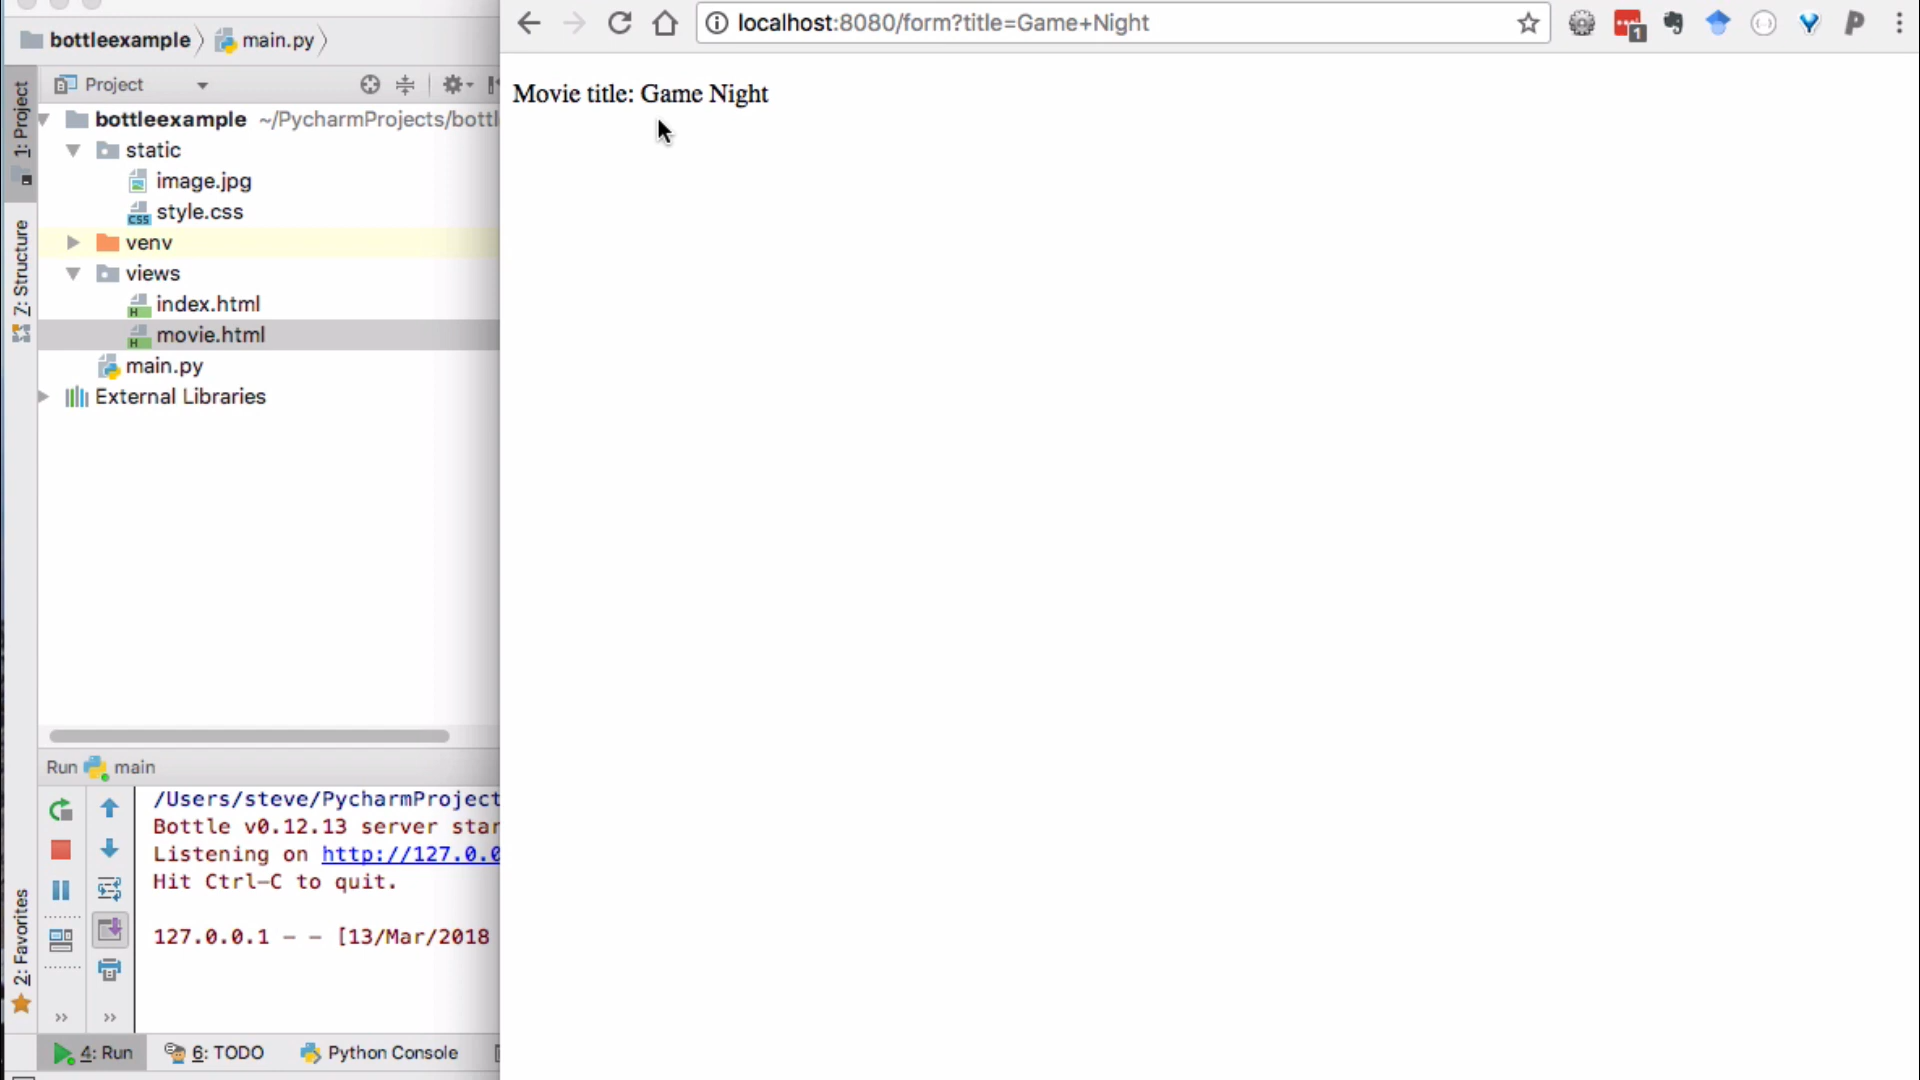 bottleexample
main.py
localhost:8080/form?title=Game+Night
1
Project
1: Project
Z: Structure
2: Favorites
bottleexample ~/PycharmProjects/bottl
static
image.jpg
CSS style.css
venv
views
H index.html
H movie.html
main.py
External Libraries
Movie title: Game Night
Run main
/Users/steve/PycharmProject
Bottle v0.12.13 server star
Listening on http://127.0.0
Hit Ctrl-C to quit.
127.0.0.1 - - [13/Mar/2018
4: Run
6: TODO
Python Console